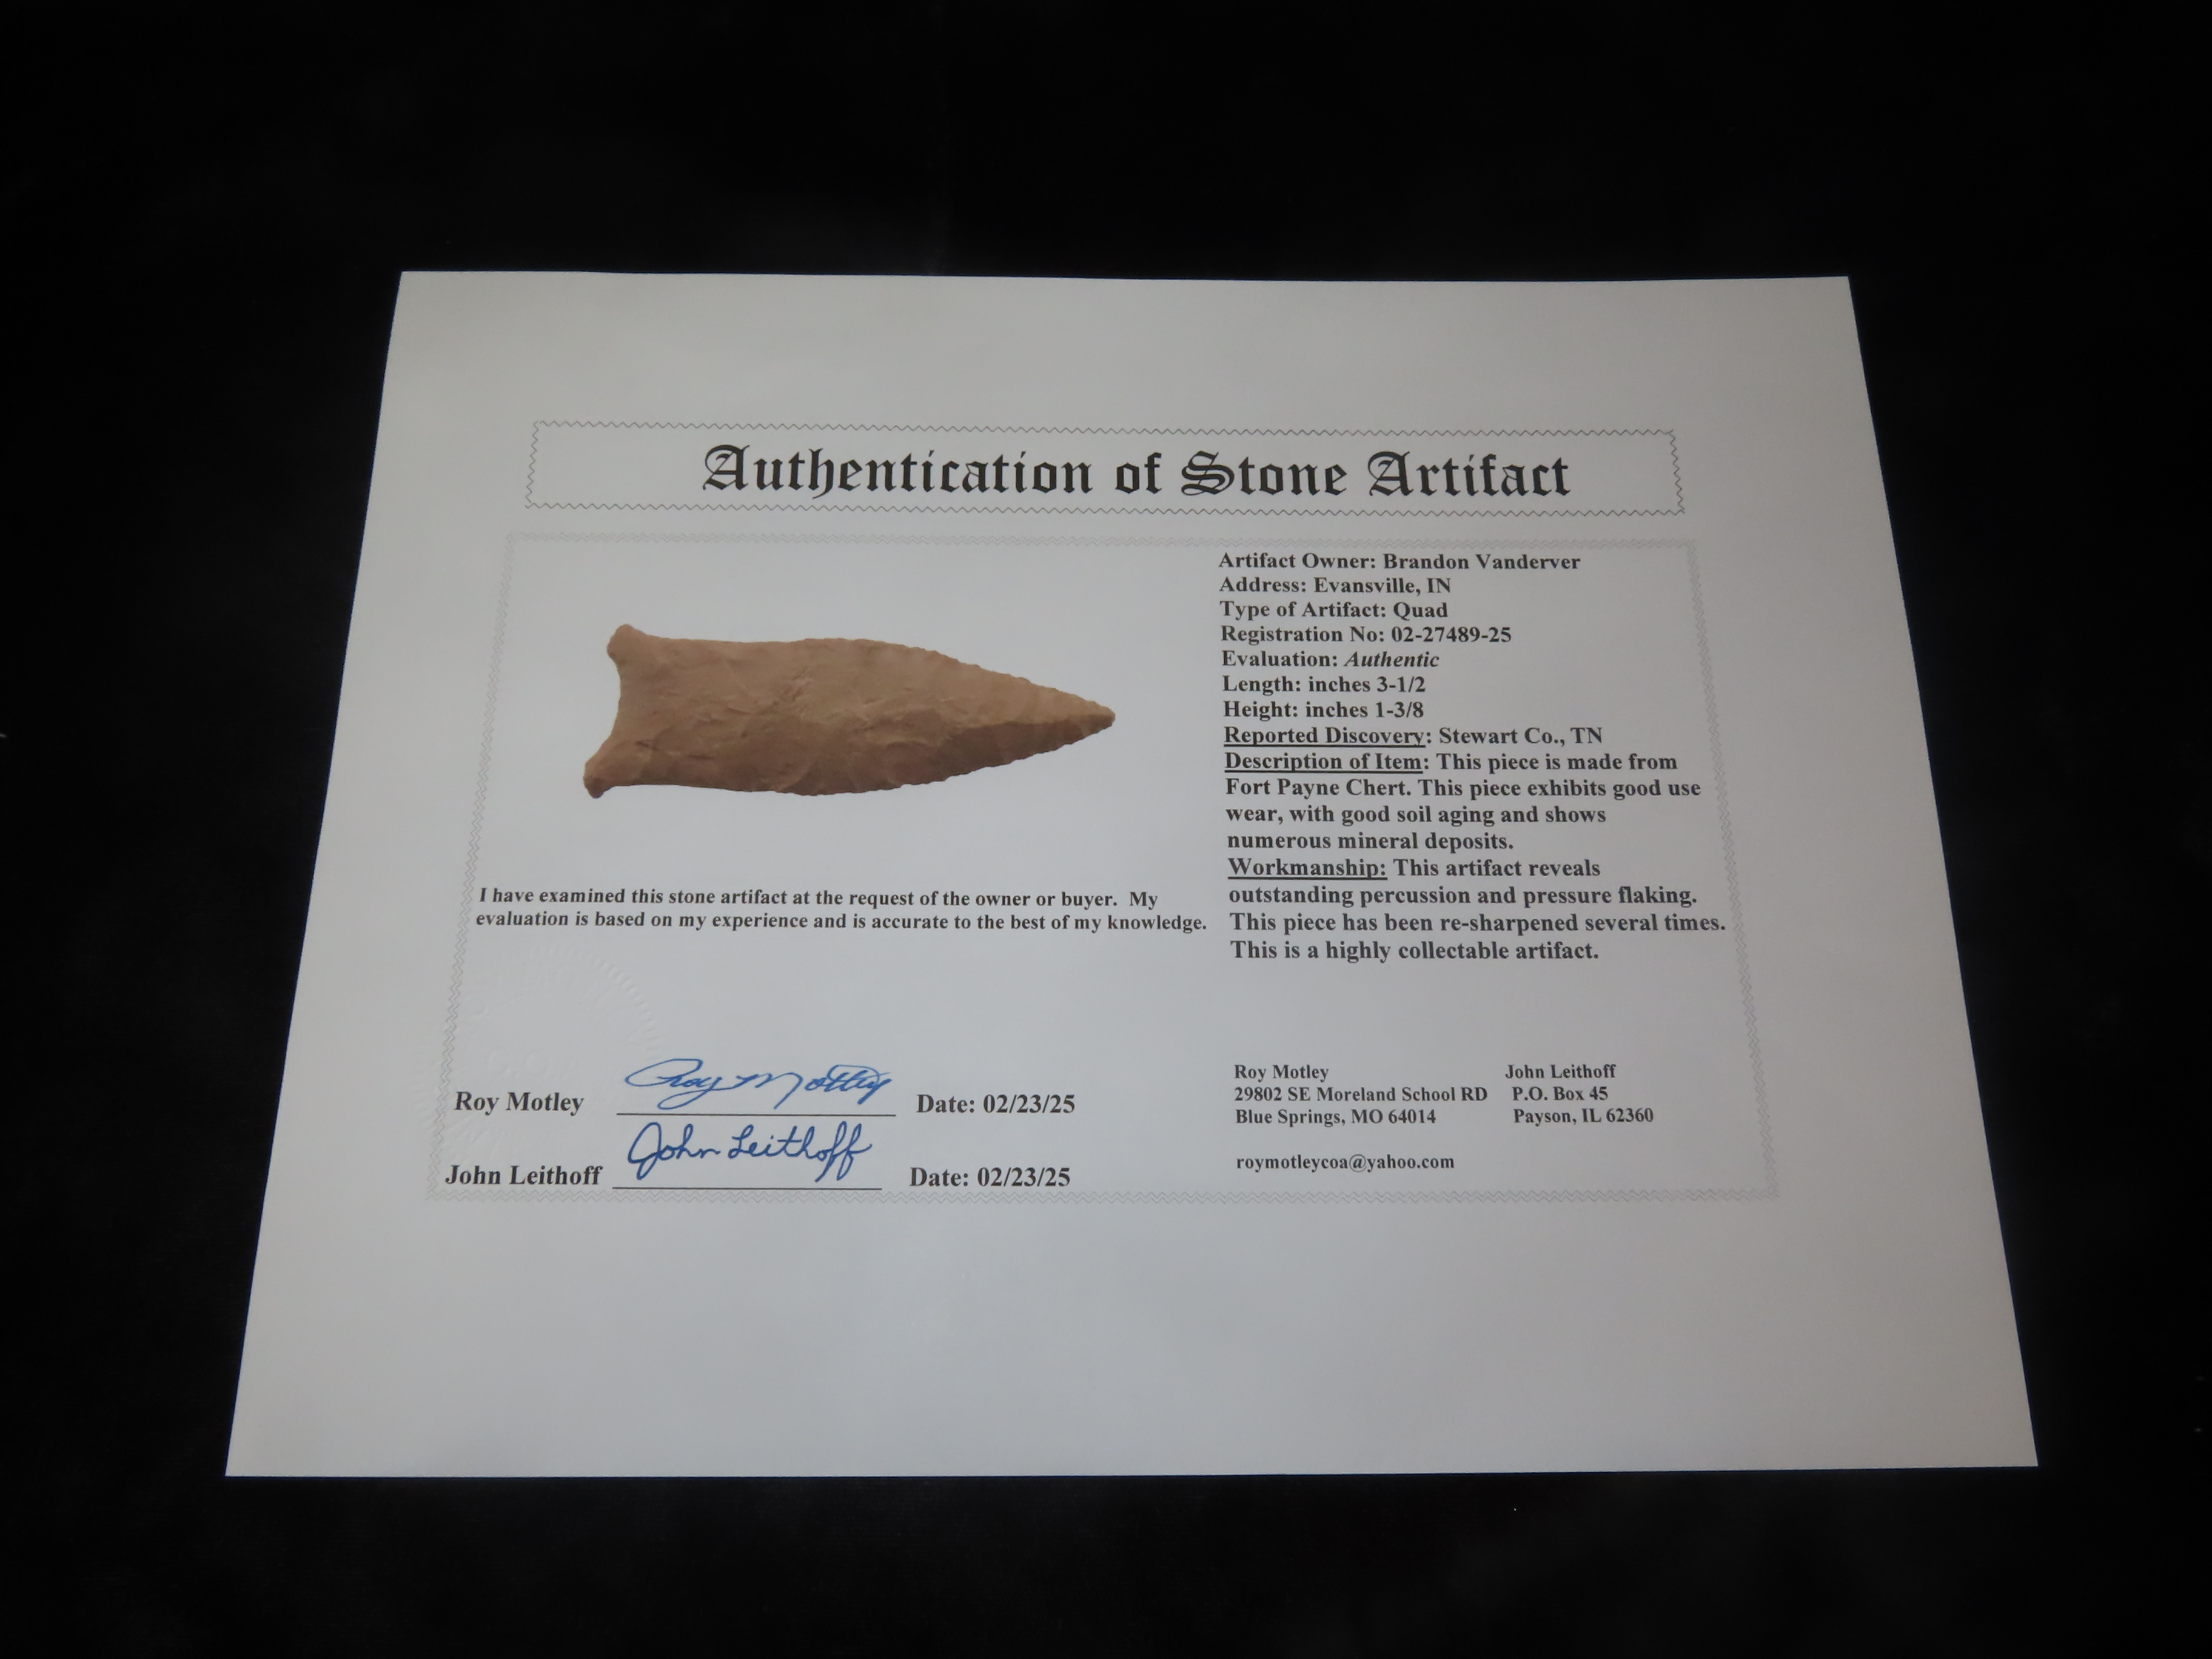 Authentication of Stone Artifact
Artifact Owner: Brandon Vanderver
Address: Evansville, IN
Type of Artifact: Quad
Registration No: 02-27489-25
Evaluation: Authentic
Length: inches 3-1/2
Height: inches 1-3/8
Reported Discovery: Stewart Co., TN
Description of Item: This piece is made from
Fort Payne Chert. This piece exhibits good use
wear, with good soil aging and shows
numerous mineral deposits.
Workmanship: This artifact reveals
outstanding percussion and pressure flaking.
This piece has been re-sharpened several times.
This is a highly collectable artifact.
I have examined this stone artifact at the request of the owner or buyer. My
evaluation is based on my experience and is accurate to the best of my knowledge.
Roy Motley Roy Motley Date: 02/23/25
John Leithoff John Leithoff Date: 02/23/25
Roy Motley John Leithoff
29802 SE Moreland School RD P.O. Box 45
Blue Springs, MO 64014 Payson, IL 62360
roymotleycoa@yahoo.com